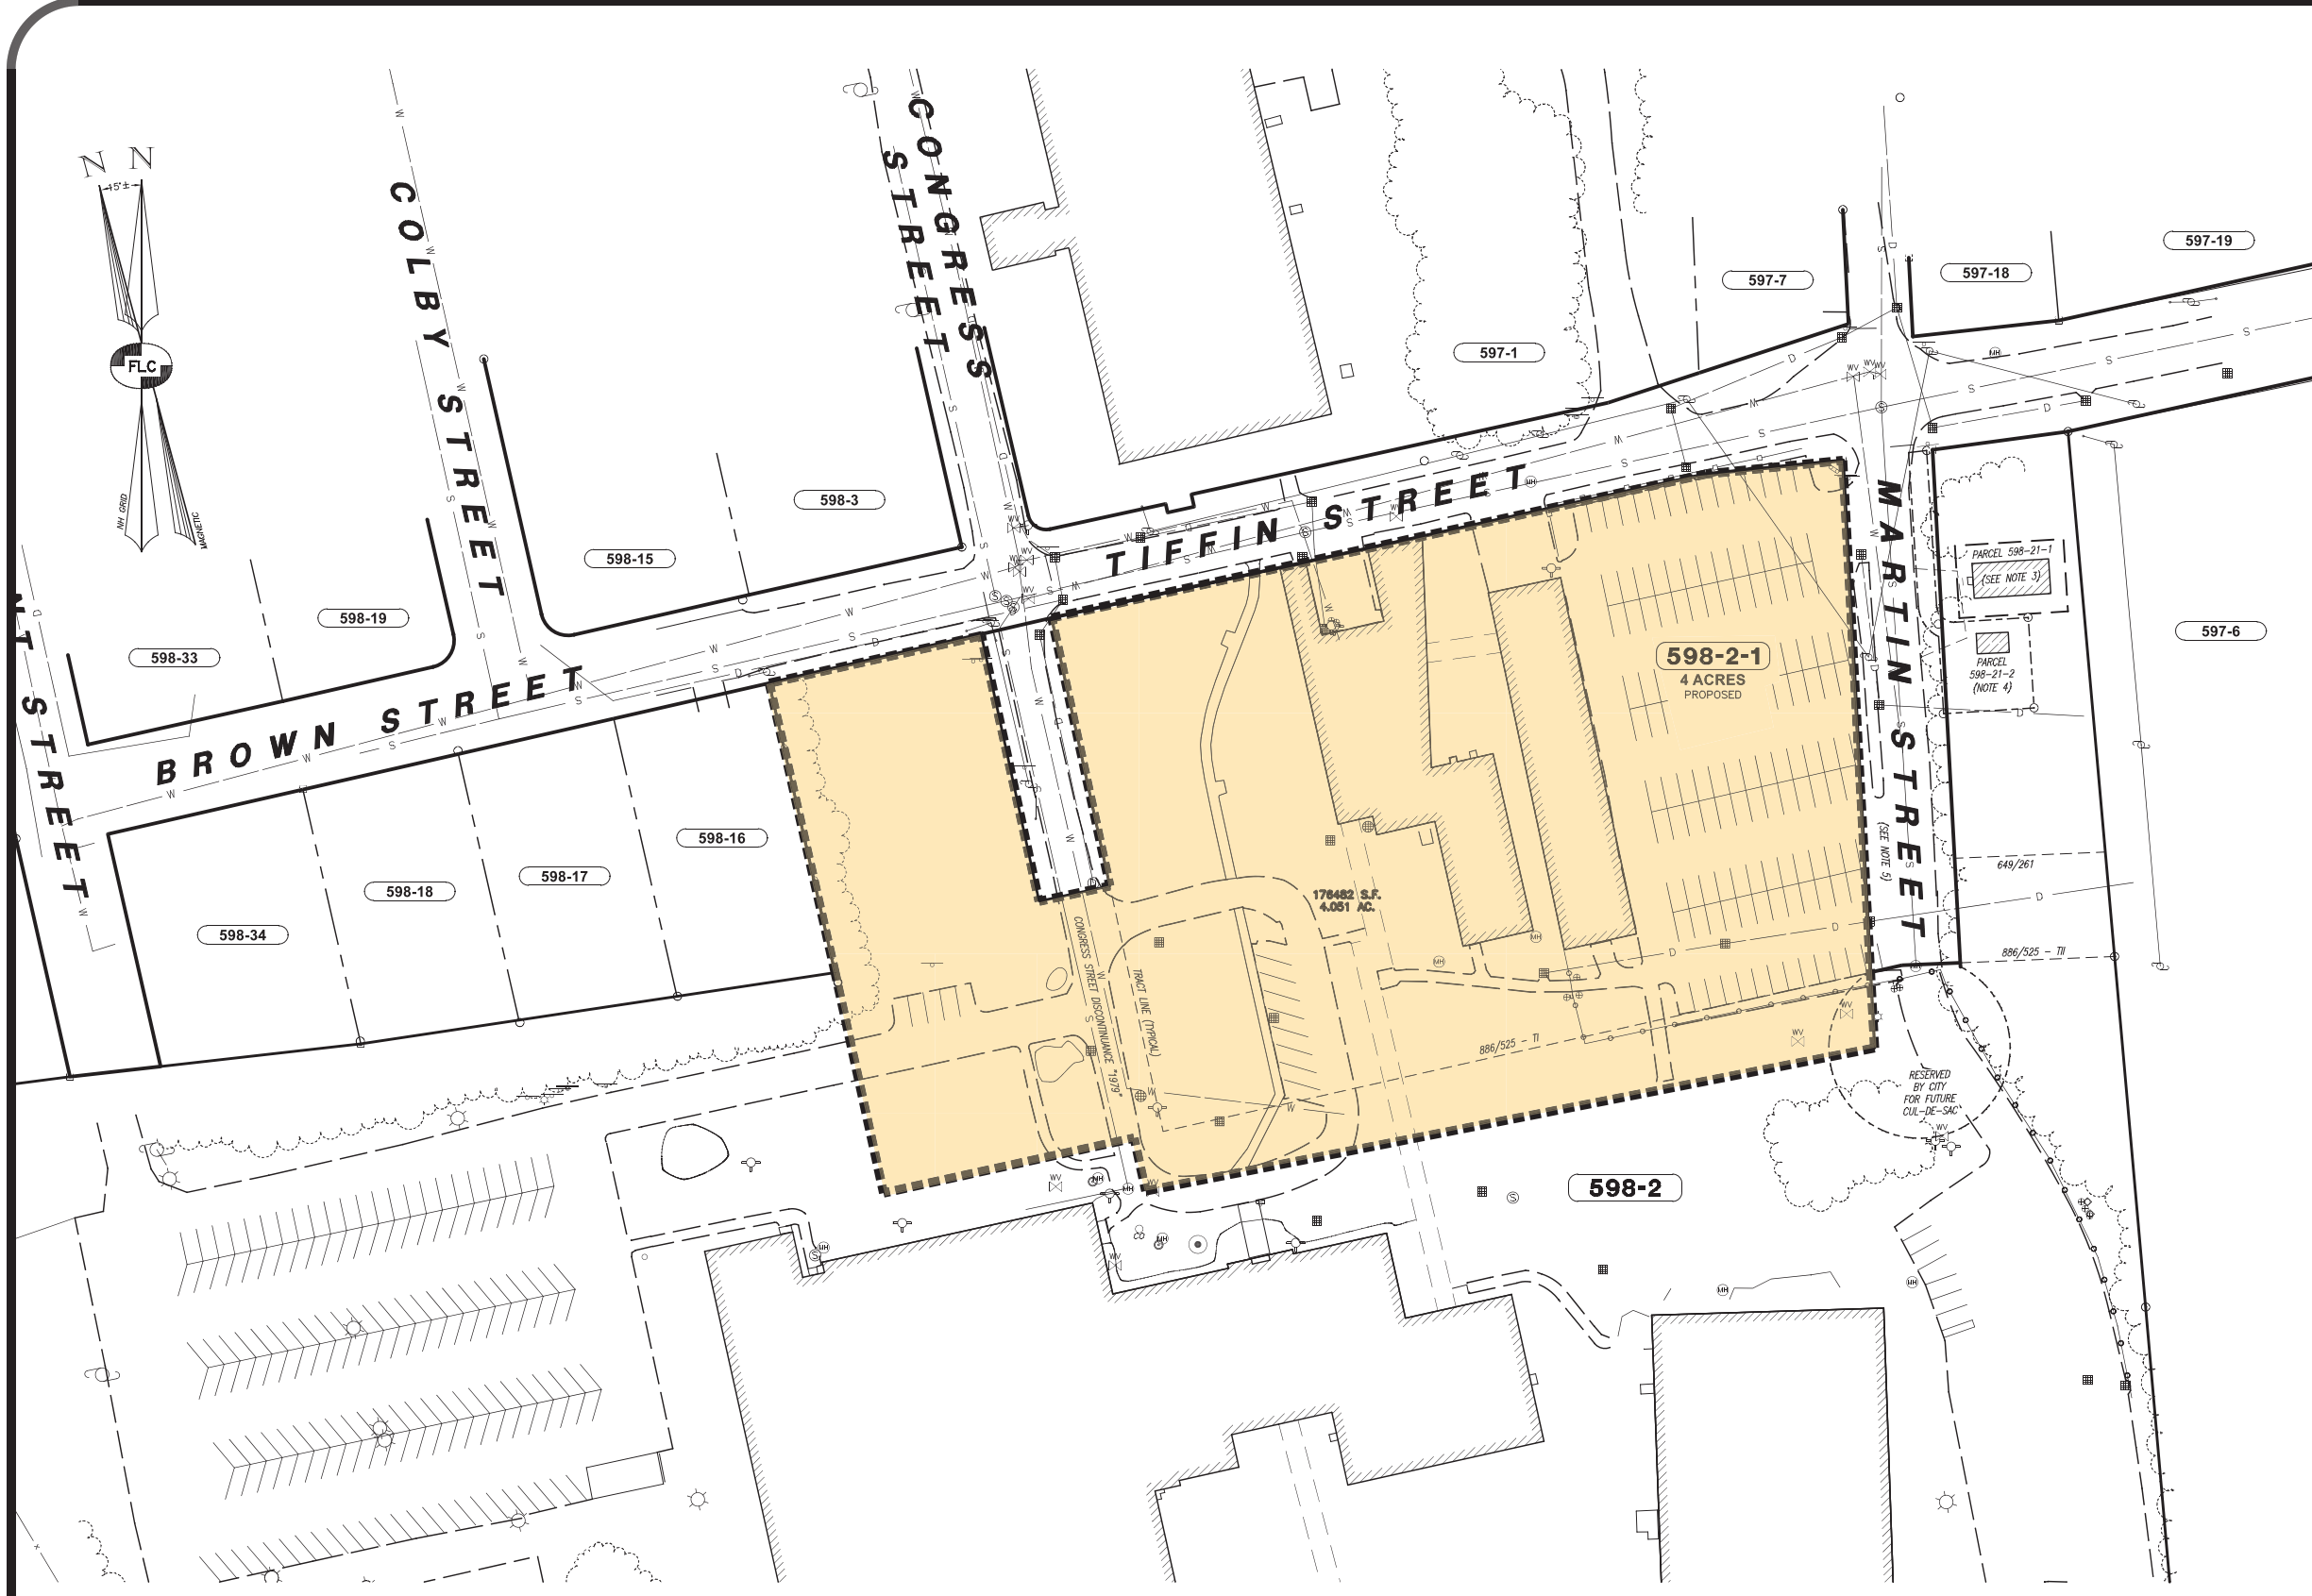 N N
15°±
FLC
NH GRID
MAGNETIC
COLBY STREET
CONGRESS
STREET
597-19
597-18
597-7
597-1
598-3
598-15
598-19
598-33
TIFFIN STREET
BROWN STREET
T STREET
MARTIN STREET
(SEE NOTE 5)
PARCEL 598-21-1
(SEE NOTE 3)
PARCEL
598-21-2
(NOTE 4)
597-6
598-2-1
4 ACRES
PROPOSED
598-16
598-17
598-18
598-34
649/261
176482 S.F.
4.051 AC.
886/525 - TII
CONGRESS STREET DISCONTINUANCE "1979"
TRACT LINE (TYPICAL)
886/525 - TI
RESERVED
BY CITY
FOR FUTURE
CUL-DE-SAC
598-2